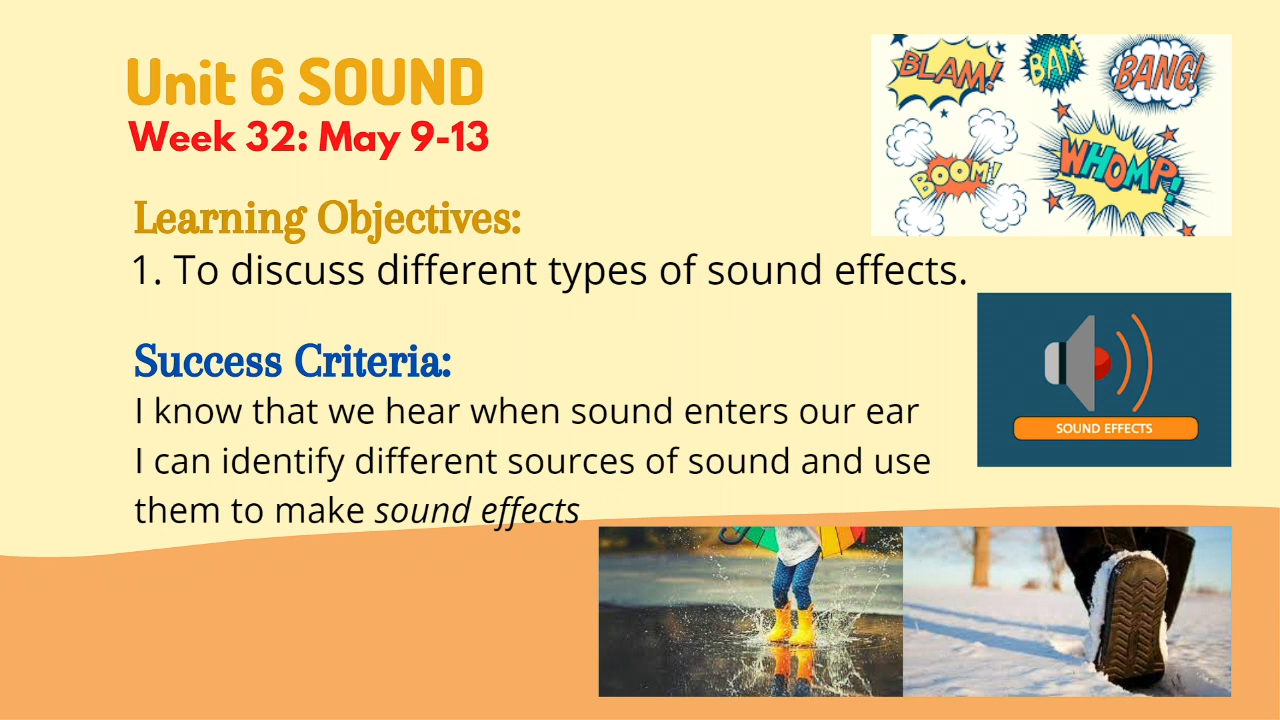 Unit 6 SOUND
Week 32: May 9-13
BLAM!
BAM
BANG!
BOOM!
WHOMP!
Learning Objectives:
1. To discuss different types of sound effects.
SOUND EFFECTS
Success Criteria:
I know that we hear when sound enters our ear
I can identify different sources of sound and use
them to make sound effects